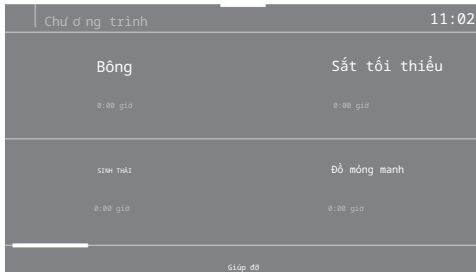 Chương trình 11:02
Bông Sắt tối thiểu
0:00 giờ 0:00 giờ
SINH THÁI Đồ mỏng manh
0:00 giờ 0:00 giờ
Giúp đỡ